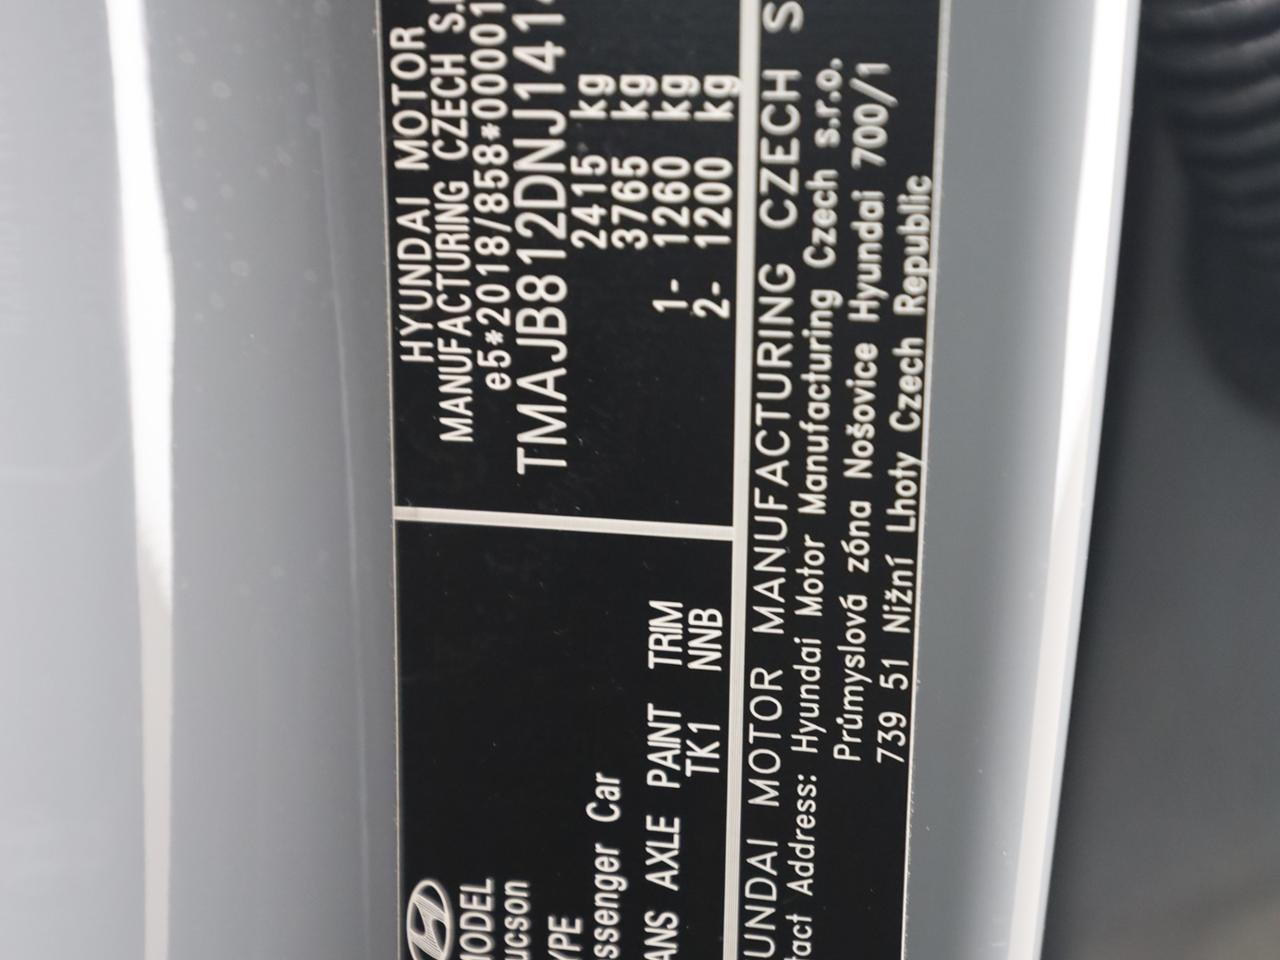 HYUNDAI MOTOR
MANUFACTURING CZECH
e5*2018/858*00001
TMAJB812DNJ141
2415 kg
3765 kg
1- 1260 kg
2- 1200 kg
MODEL
ucson
YPE
ssenger Car
ANS AXLE PAINT TRIM
TK1 NNB
UNDAI MOTOR MANUFACTURING CZECH S
tact Address: Hyundai Motor Manufacturing Czech s.r.o.
Průmyslová zóna Nošovice Hyundai 700/1
739 51 Nižní Lhoty Czech Republic